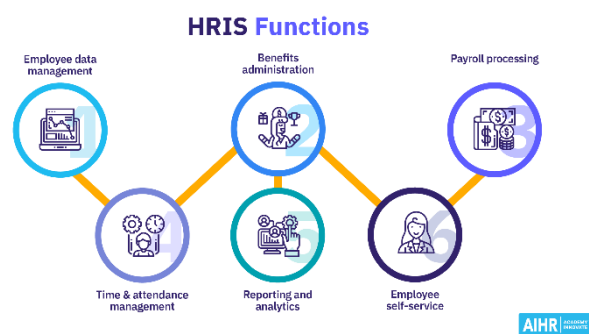 HRIS Functions
Employee data
management
Benefits
administration
Payroll processing
1
2
3
4
5
6
Time & attendance
management
Reporting and
analytics
Employee
self-service
AIHR
ACADEMY
INNOVATE